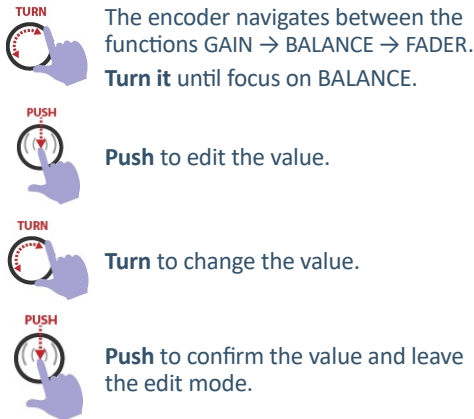 TURN
The encoder navigates between the
functions GAIN → BALANCE → FADER.
Turn it until focus on BALANCE.
PUSH
Push to edit the value.
TURN
Turn to change the value.
PUSH
Push to confirm the value and leave
the edit mode.